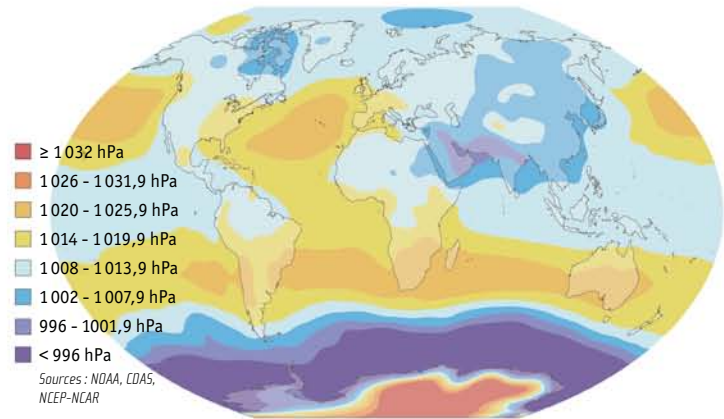 ≥ 1 032 hPa
1 026 - 1 031,9 hPa
1 020 - 1 025,9 hPa
1 014 - 1 019,9 hPa
1 008 - 1 013,9 hPa
1 002 - 1 007,9 hPa
996 - 1001,9 hPa
< 996 hPa
Sources : NOAA, CDAS,
NCEP-NCAR